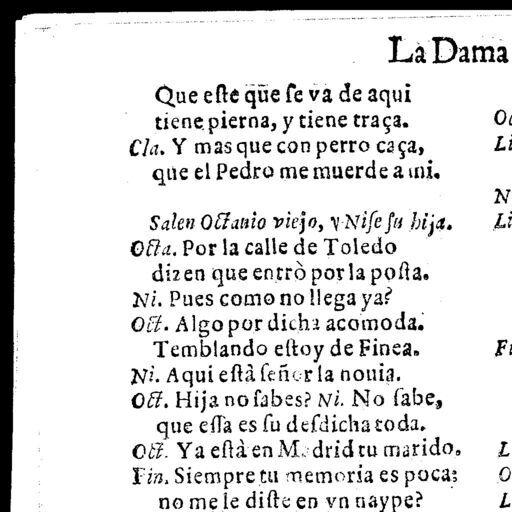 La Dama
Que este que se va de aqui
tiene pierna, y tiene traça.
Cla. Y mas que con perro caça,
que el Pedro me muerde a mi.
Salen Octauio viejo, y Nise su hija.
Octa. Por la calle de Toledo
dizen que entrò por la posta.
Ni. Pues como no llega ya?
Oct. Algo por dicha acomoda.
Temblando estoy de Finea.
Ni. Aqui està señor la nouia.
Oct. Hija no sabes? Ni. No sabe,
que essa es su desdicha toda.
Oct. Ya està en Madrid tu marido.
Fin. Siempre tu memoria es poca;
no me le diste en vn naype?
Oc
Li
N
Li
Fi
L
O
L